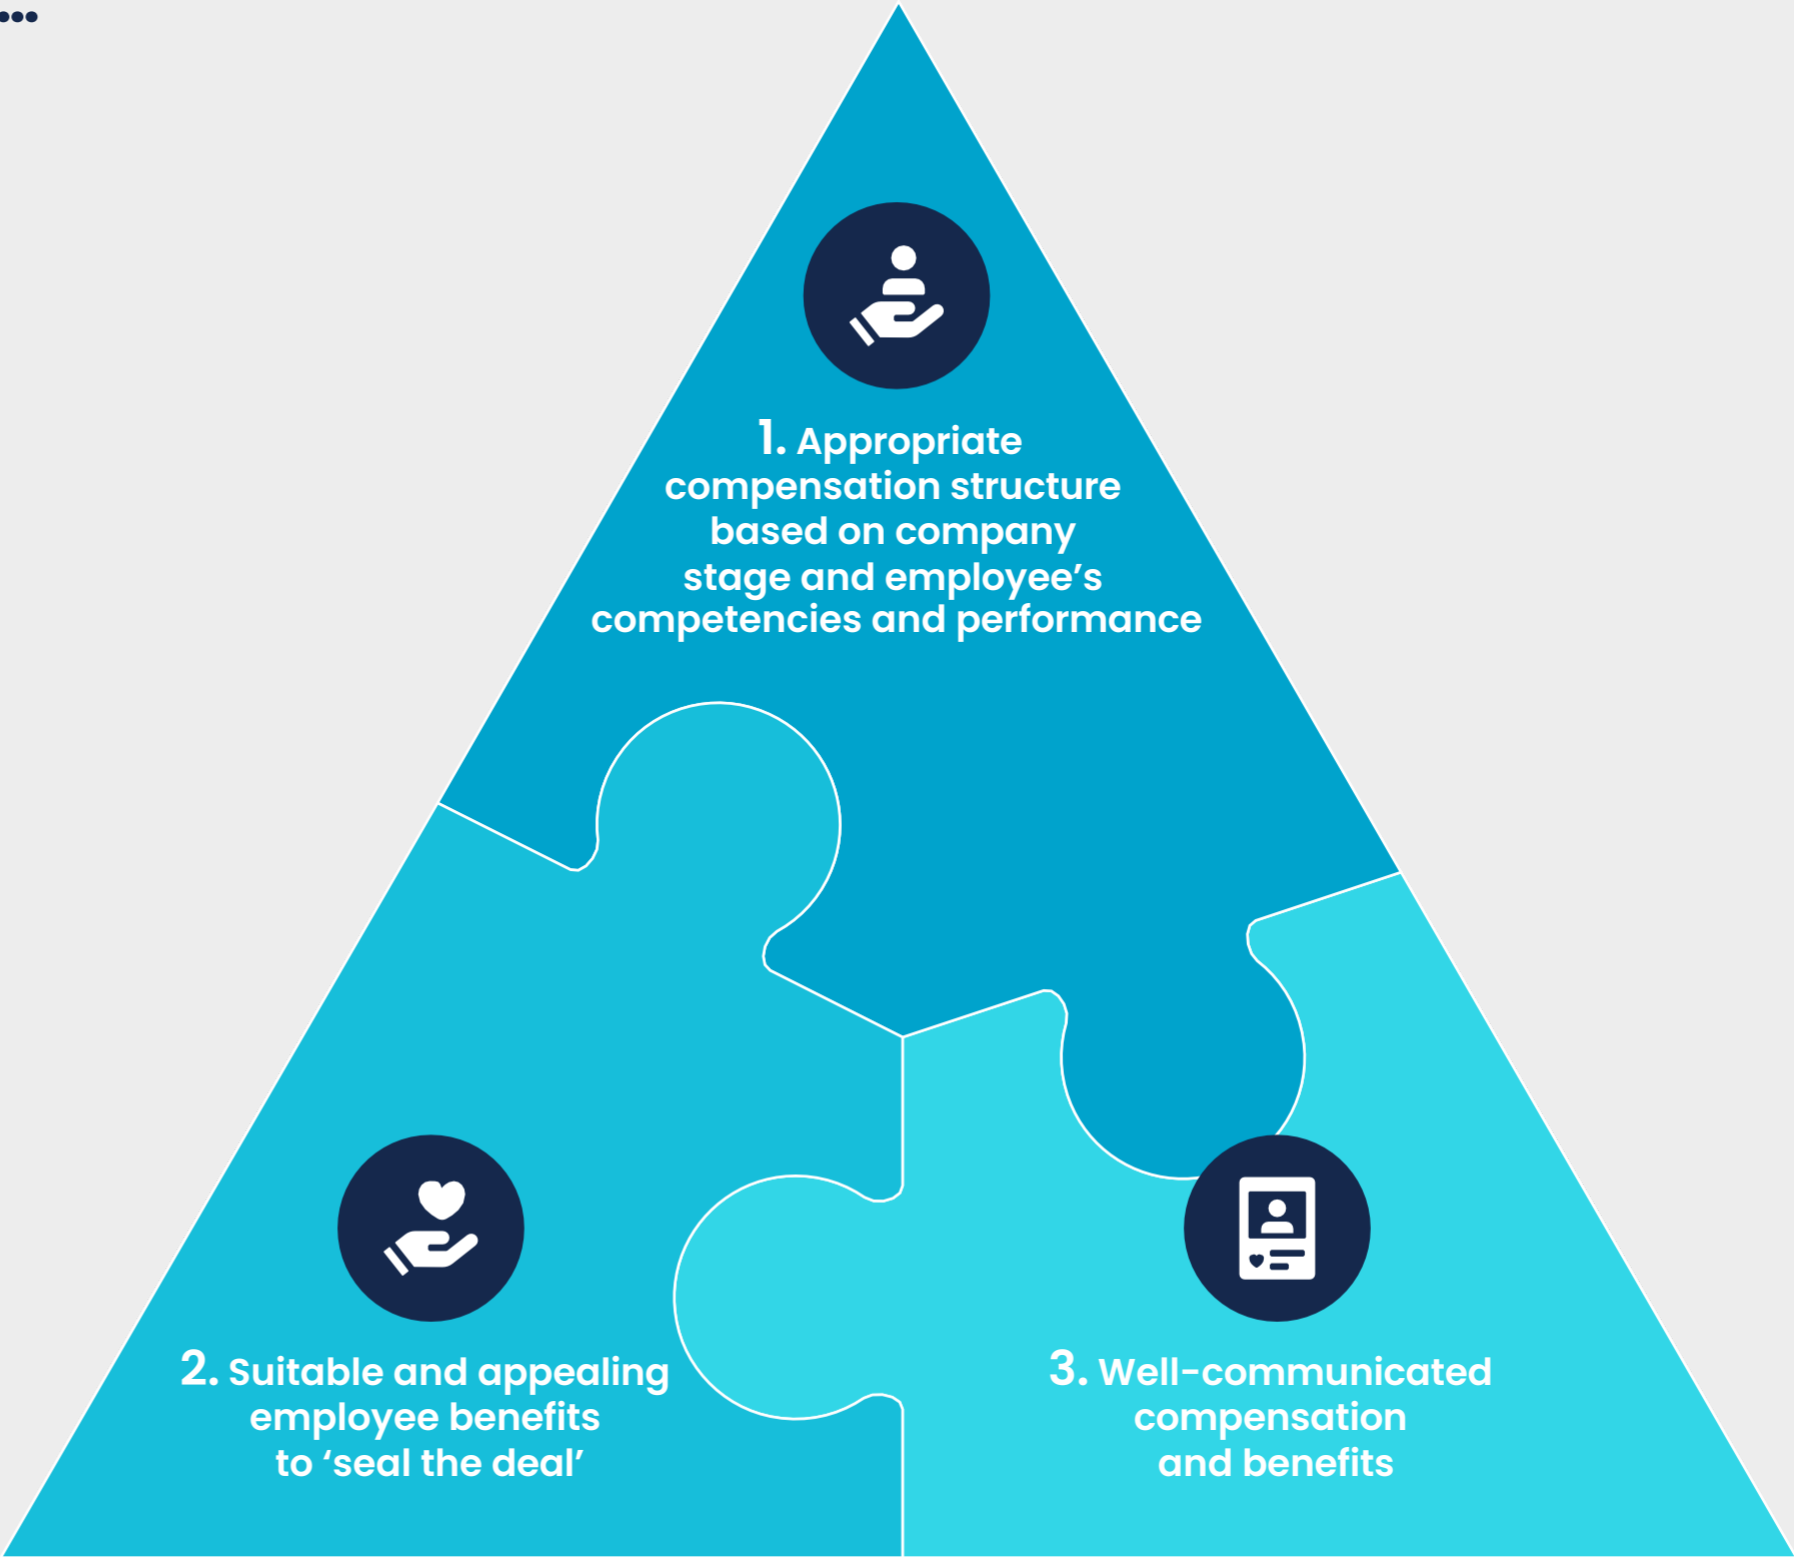 1. Appropriate
compensation structure
based on company
stage and employee’s
competencies and performance
2. Suitable and appealing
employee benefits
to ‘seal the deal’
3. Well-communicated
compensation
and benefits